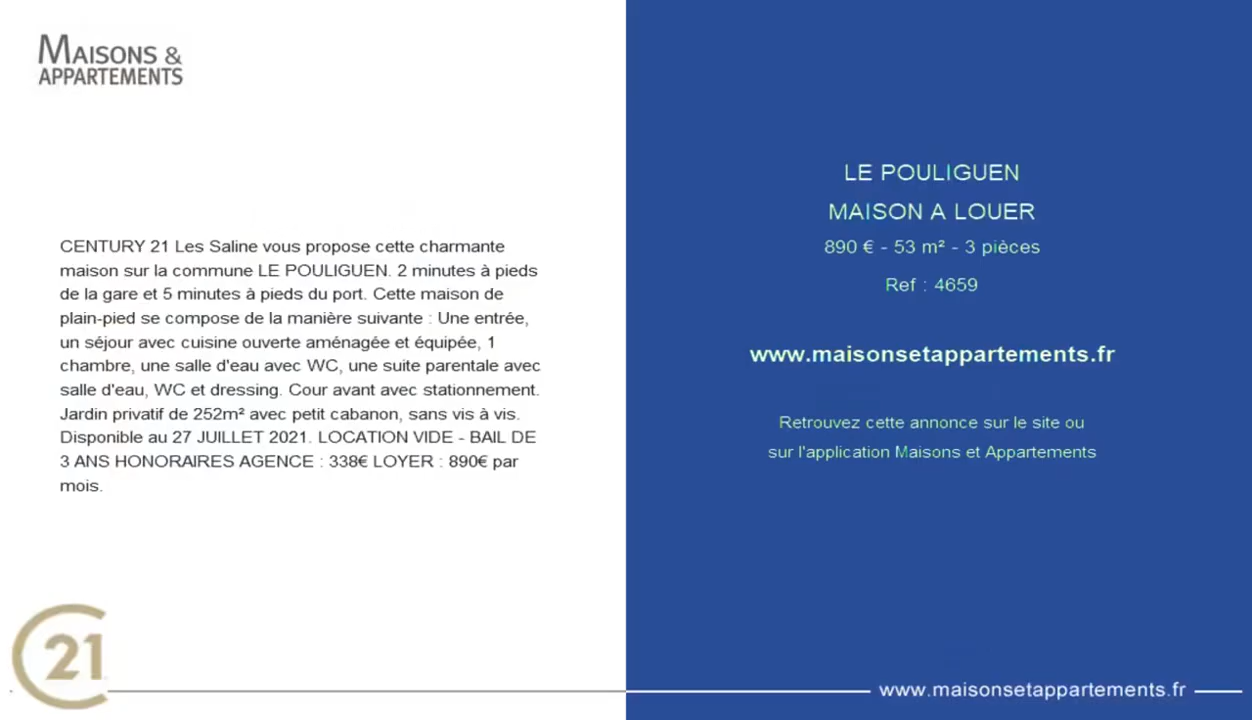 MAISONS &
APPARTEMENTS
CENTURY 21 Les Saline vous propose cette charmante
maison sur la commune LE POULIGUEN. 2 minutes à pieds
de la gare et 5 minutes à pieds du port. Cette maison de
plain-pied se compose de la manière suivante : Une entrée,
un séjour avec cuisine ouverte aménagée et équipée, 1
chambre, une salle d'eau avec WC, une suite parentale avec
salle d'eau, WC et dressing. Cour avant avec stationnement.
Jardin privatif de 252m² avec petit cabanon, sans vis à vis.
Disponible au 27 JUILLET 2021. LOCATION VIDE - BAIL DE
3 ANS HONORAIRES AGENCE : 338€ LOYER : 890€ par
mois.
LE POULIGUEN
MAISON A LOUER
890 € - 53 m² - 3 pièces
Ref : 4659
www.maisonsetappartements.fr
Retrouvez cette annonce sur le site ou
sur l'application Maisons et Appartements
C21
www.maisonsetappartements.fr